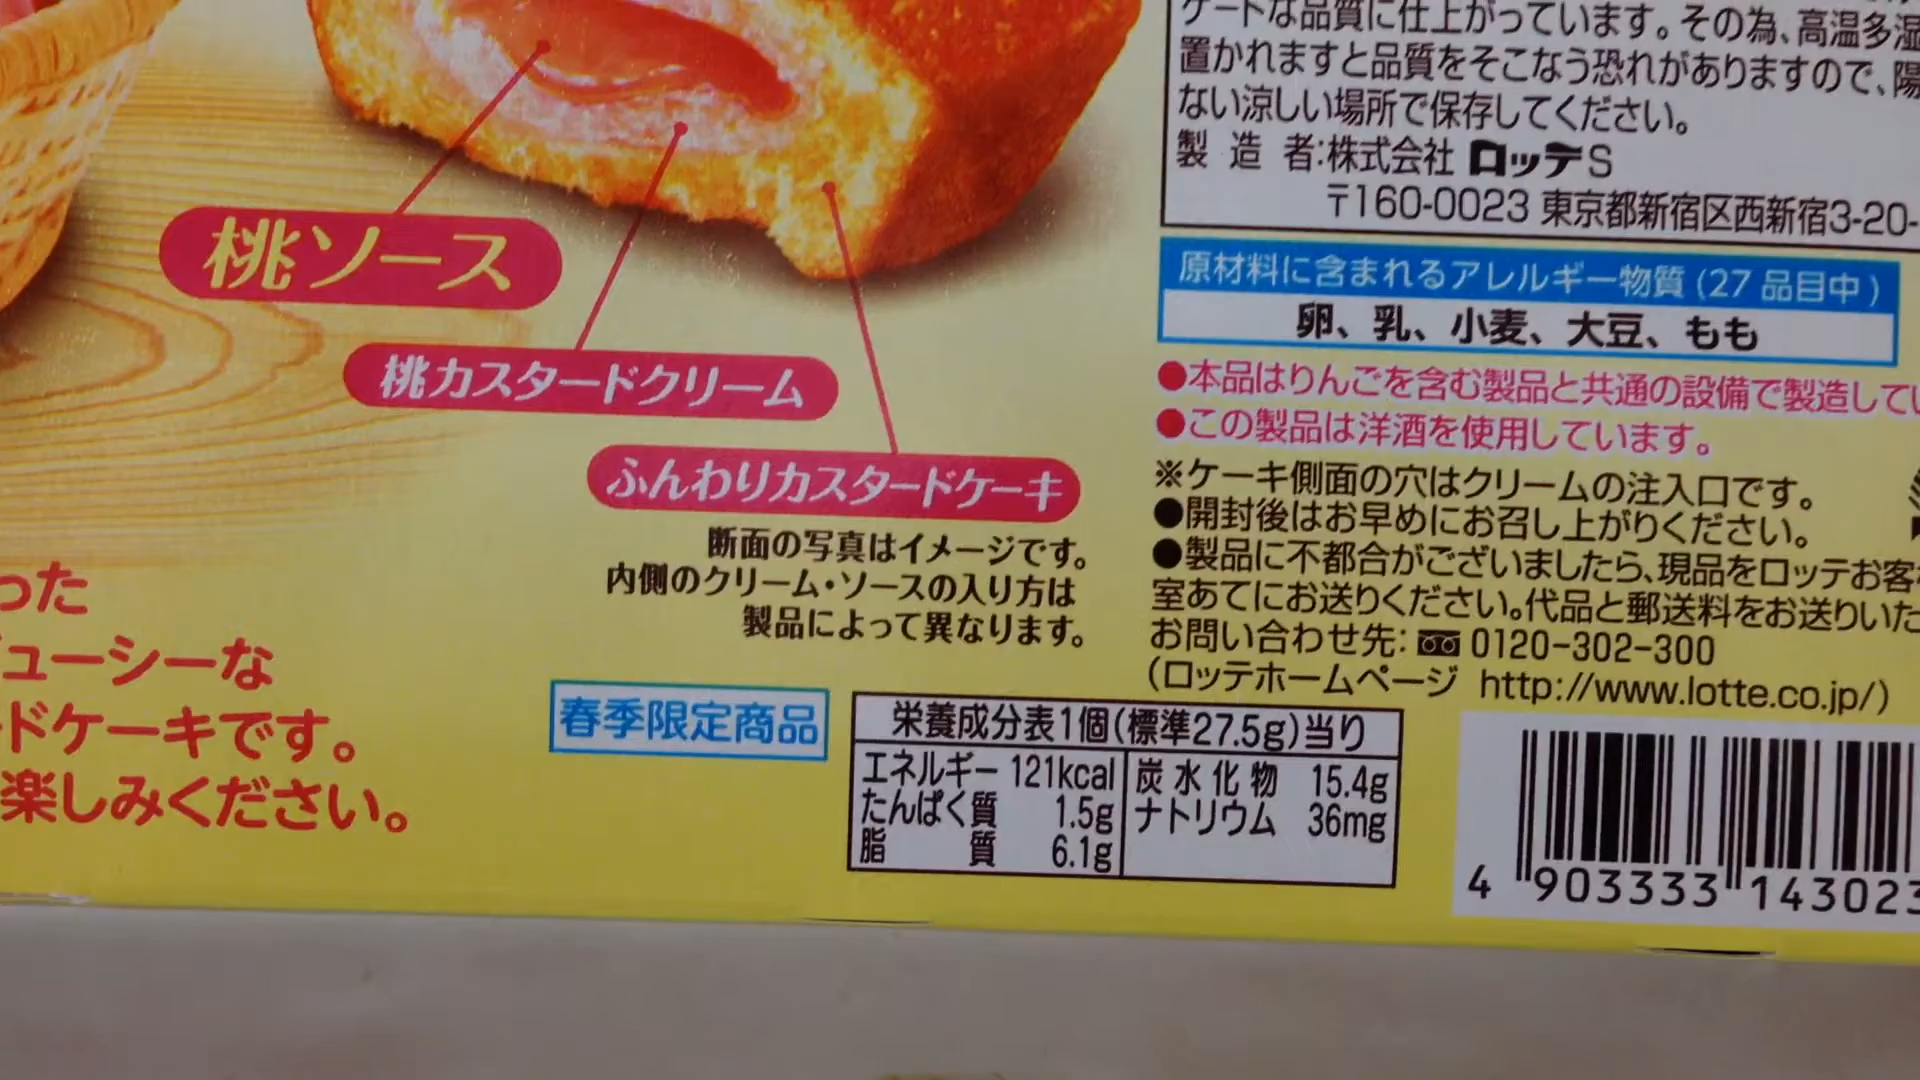 桃ソース
桃カスタードクリーム
ふんわりカスタードケーキ
断面の写真はイメージです。
内側のクリーム・ソースの入り方は
製品によって異なります。
った
ューシーな
ドケーキです。
楽しみください。
春季限定商品
栄養成分表1個(標準27.5g)当り
エネルギー 121kcal 炭水化物 15.4g
たんぱく質 1.5g ナトリウム 36mg
脂質 6.1g
ケートな品質に仕上がっています。その為、高温多湿
置かれますと品質をそこなう恐れがありますので、陽
ない涼しい場所で保存してください。
製造者:株式会社 ロッテS
〒160-0023 東京都新宿区西新宿3-20-
原材料に含まれるアレルギー物質(27品目中)
卵、乳、小麦、大豆、もも
●本品はりんごを含む製品と共通の設備で製造してい
●この製品は洋酒を使用しています。
※ケーキ側面の穴はクリームの注入口です。
●開封後はお早めにお召し上がりください。
●製品に不都合がございましたら、現品をロッテお客
室あてにお送りください。代品と郵送料をお送りいた
お問い合わせ先: 0120-302-300
(ロッテホームページ http://www.lotte.co.jp/)
4 903333 143023